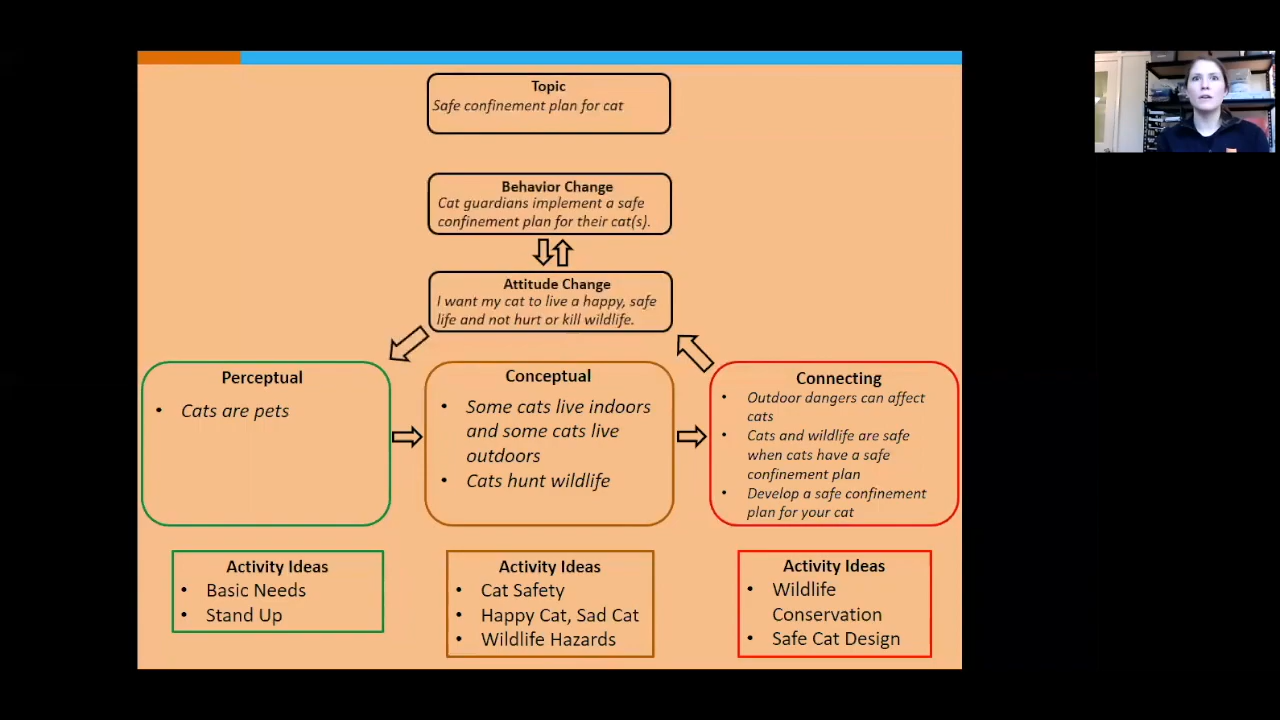 Topic
Safe confinement plan for cat
Behavior Change
Cat guardians implement a safe
confinement plan for their cat(s).
Attitude Change
I want my cat to live a happy, safe
life and not hurt or kill wildlife.
Perceptual
• Cats are pets
Conceptual
• Some cats live indoors
and some cats live
outdoors
• Cats hunt wildlife
Connecting
• Outdoor dangers can affect
cats
• Cats and wildlife are safe
when cats have a safe
confinement plan
• Develop a safe confinement
plan for your cat
Activity Ideas
• Basic Needs
• Stand Up
Activity Ideas
• Cat Safety
• Happy Cat, Sad Cat
• Wildlife Hazards
Activity Ideas
• Wildlife
Conservation
• Safe Cat Design